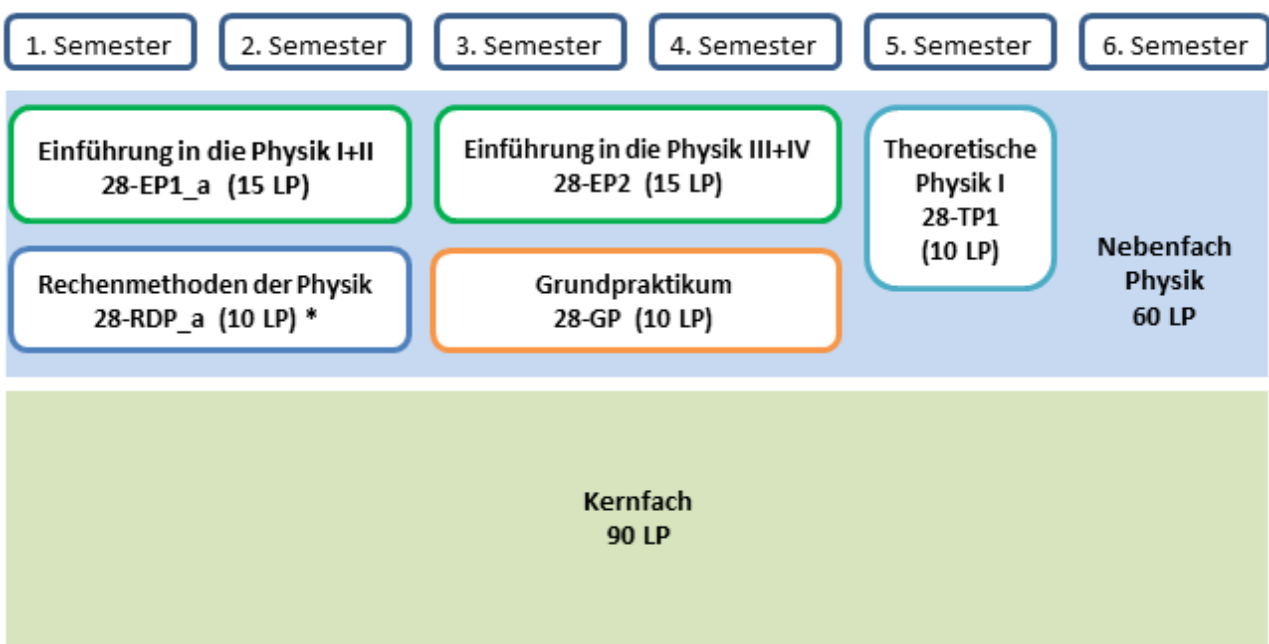 1. Semester
2. Semester
3. Semester
4. Semester
5. Semester
6. Semester
Einführung in die Physik I+II
28-EP1_a (15 LP)
Einführung in die Physik III+IV
28-EP2 (15 LP)
Theoretische
Physik I
28-TP1
(10 LP)
Rechenmethoden der Physik
28-RDP_a (10 LP) *
Grundpraktikum
28-GP (10 LP)
Nebenfach
Physik
60 LP
Kernfach
90 LP